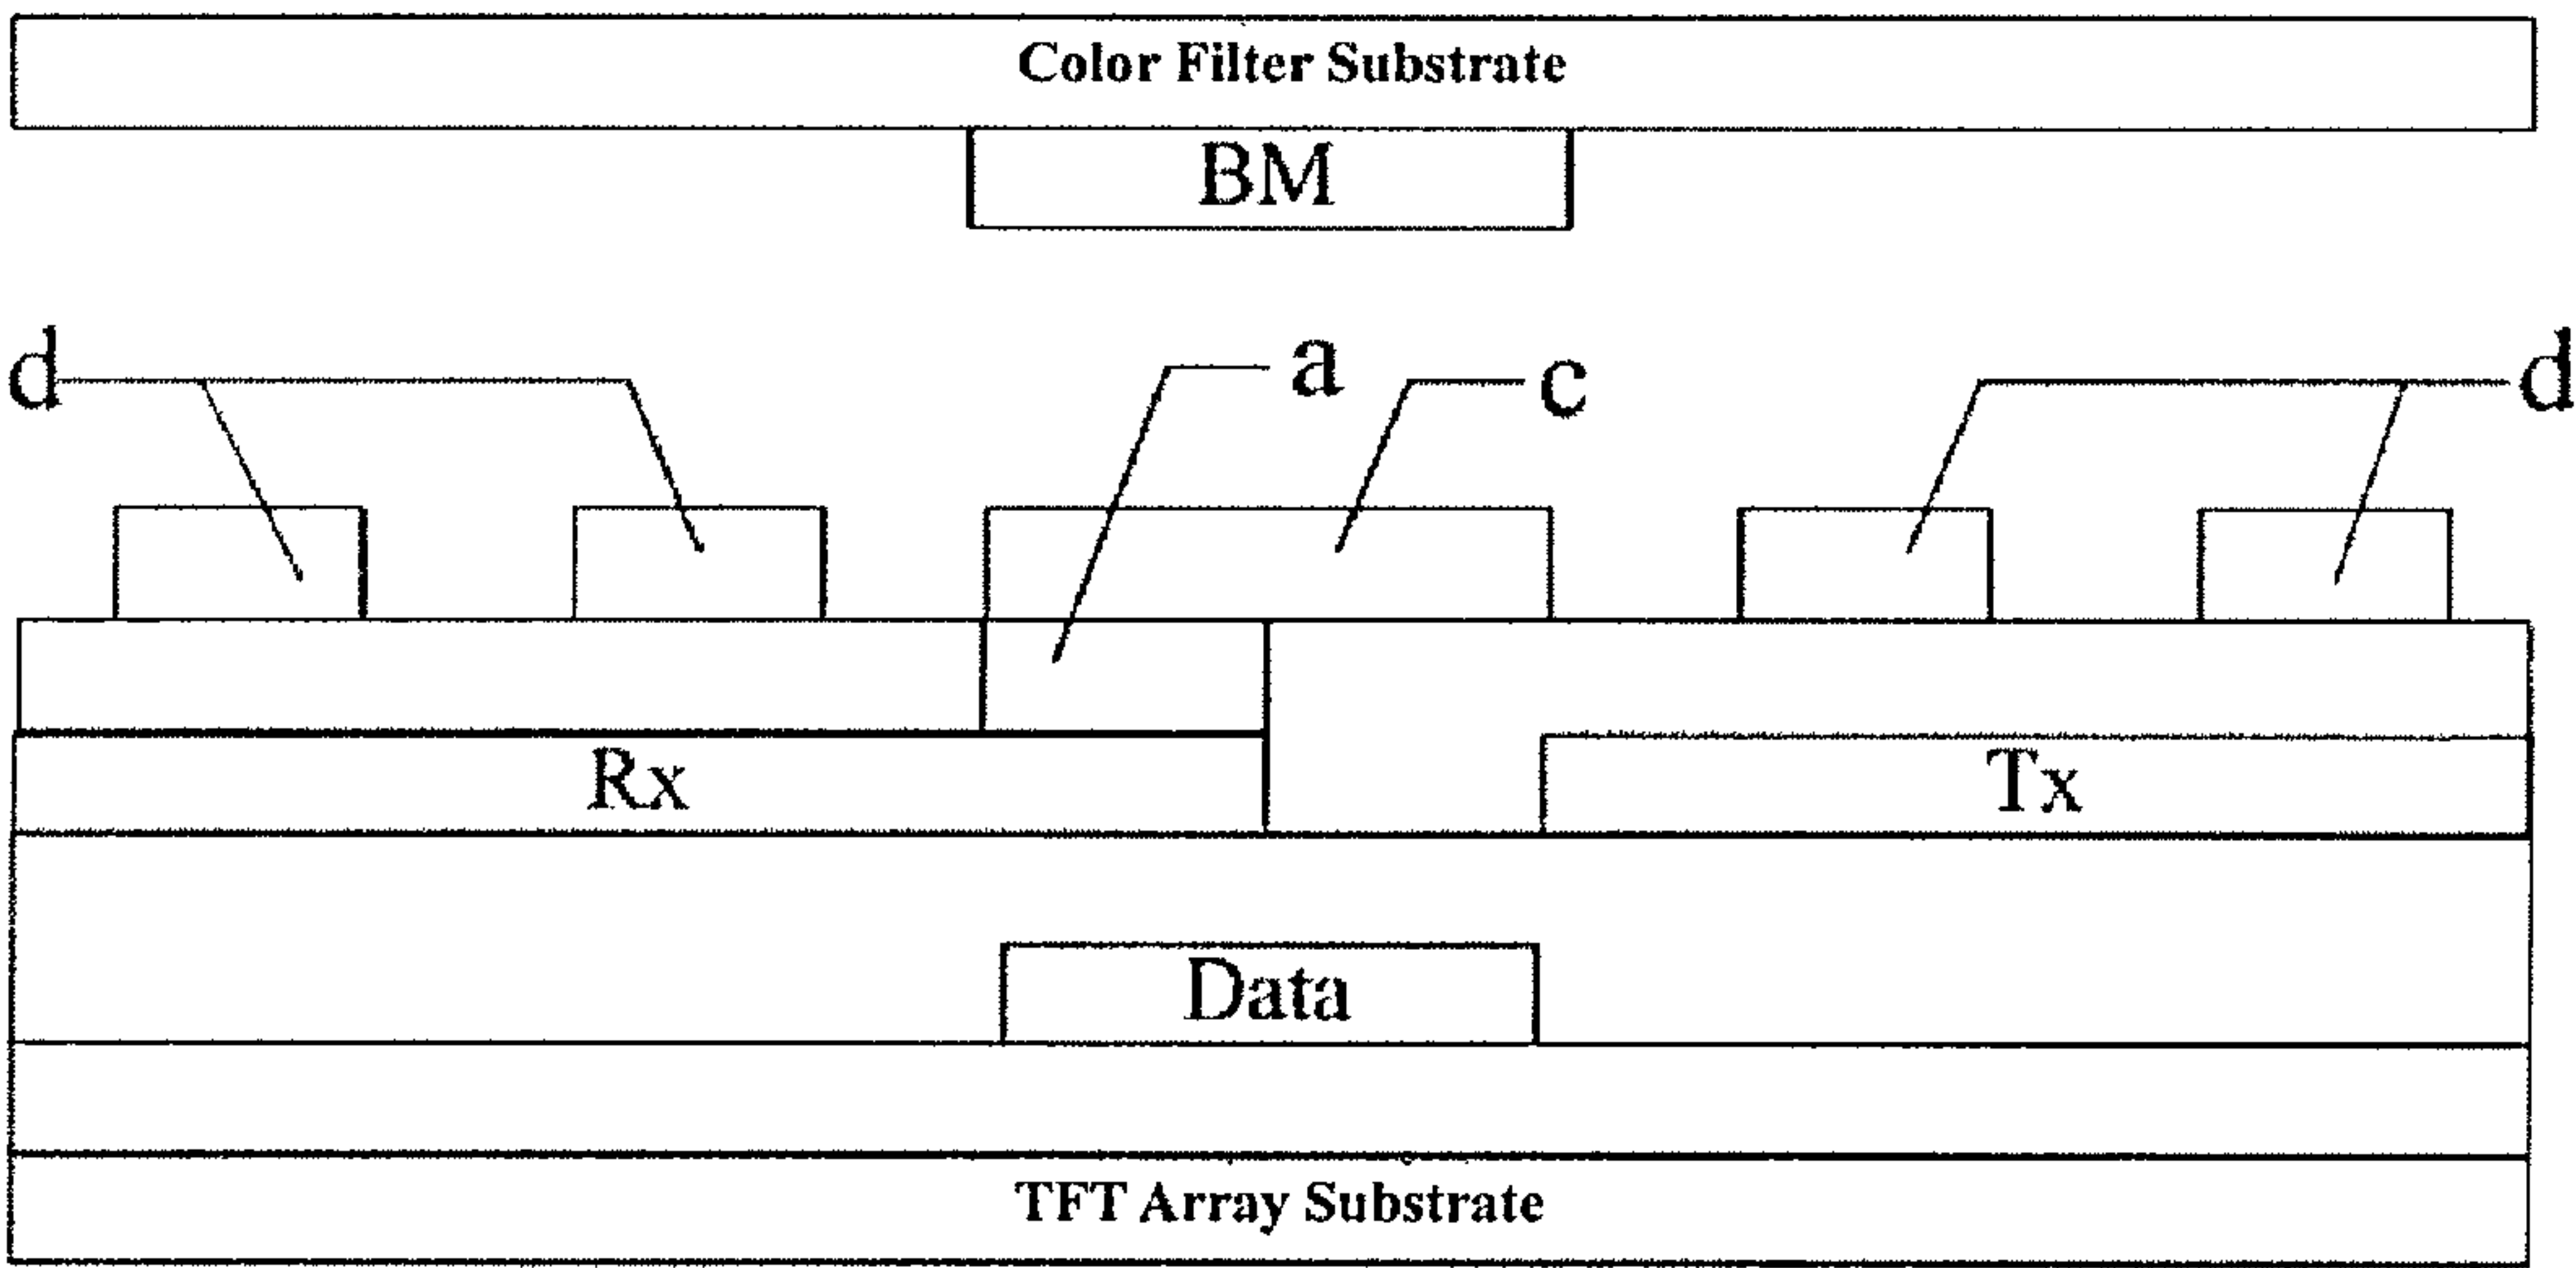 Color Filter Substrate
BM
d
a
c
d
Rx
Tx
Data
TFT Array Substrate